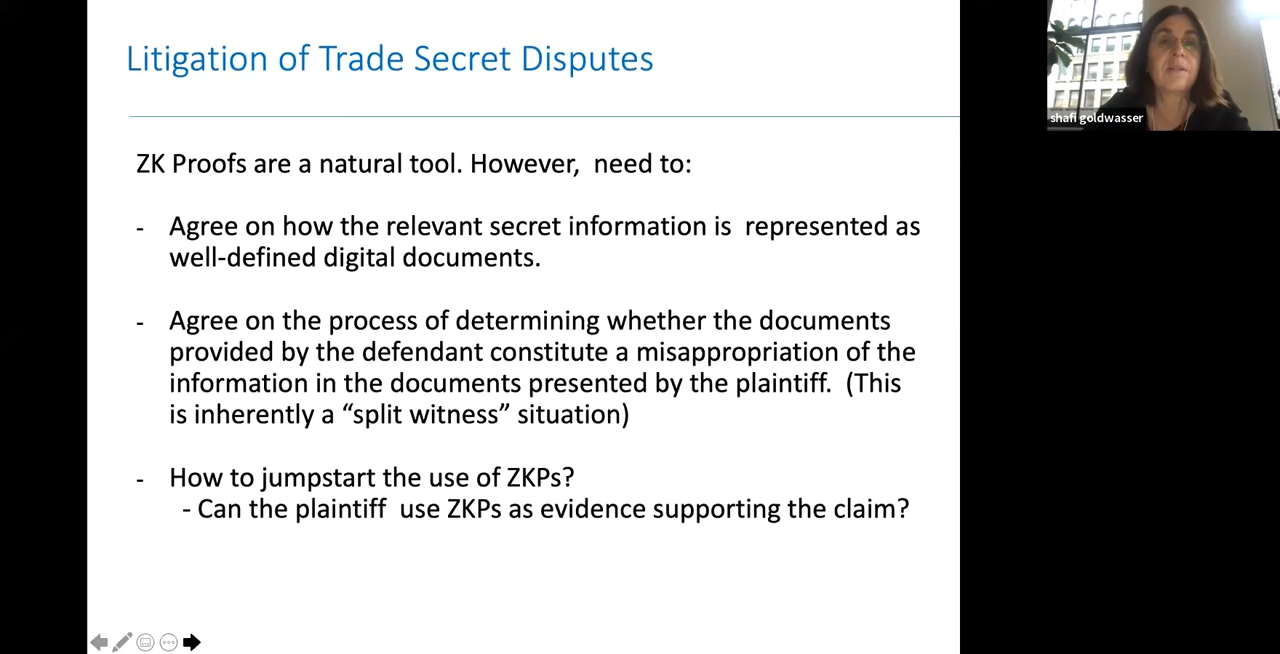 Litigation of Trade Secret Disputes
shafi goldwasser
ZK Proofs are a natural tool. However, need to:
- Agree on how the relevant secret information is represented as
well-defined digital documents.
- Agree on the process of determining whether the documents
provided by the defendant constitute a misappropriation of the
information in the documents presented by the plaintiff. (This
is inherently a “split witness” situation)
- How to jumpstart the use of ZKPs?
- Can the plaintiff use ZKPs as evidence supporting the claim?